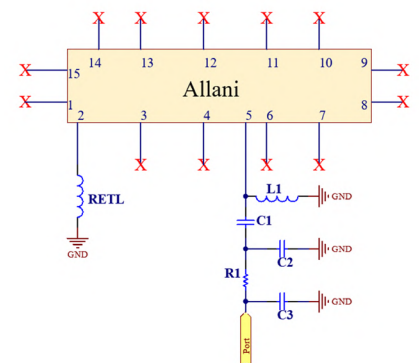 X X X X X
14 13 12 11 10
X 15 9 X
Allani
X 1 8 X
2 3 4 5 6 7
X X X X
RETL
L1
GND
C1
GND
C2
GND
R1
GND
C3
Port